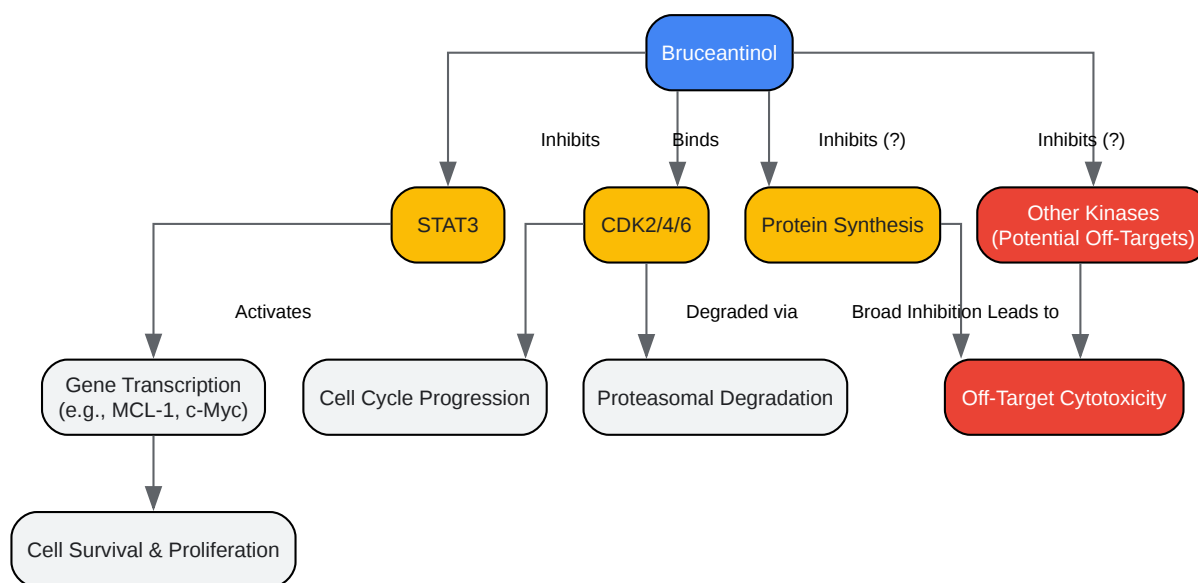 Bruceantinol
Inhibits
Binds
Inhibits (?)
Inhibits (?)
STAT3
CDK2/4/6
Protein Synthesis
Other Kinases
(Potential Off-Targets)
Activates
Degraded via
Broad Inhibition Leads to
Gene Transcription
(e.g., MCL-1, c-Myc)
Cell Cycle Progression
Proteasomal Degradation
Off-Target Cytotoxicity
Cell Survival & Proliferation